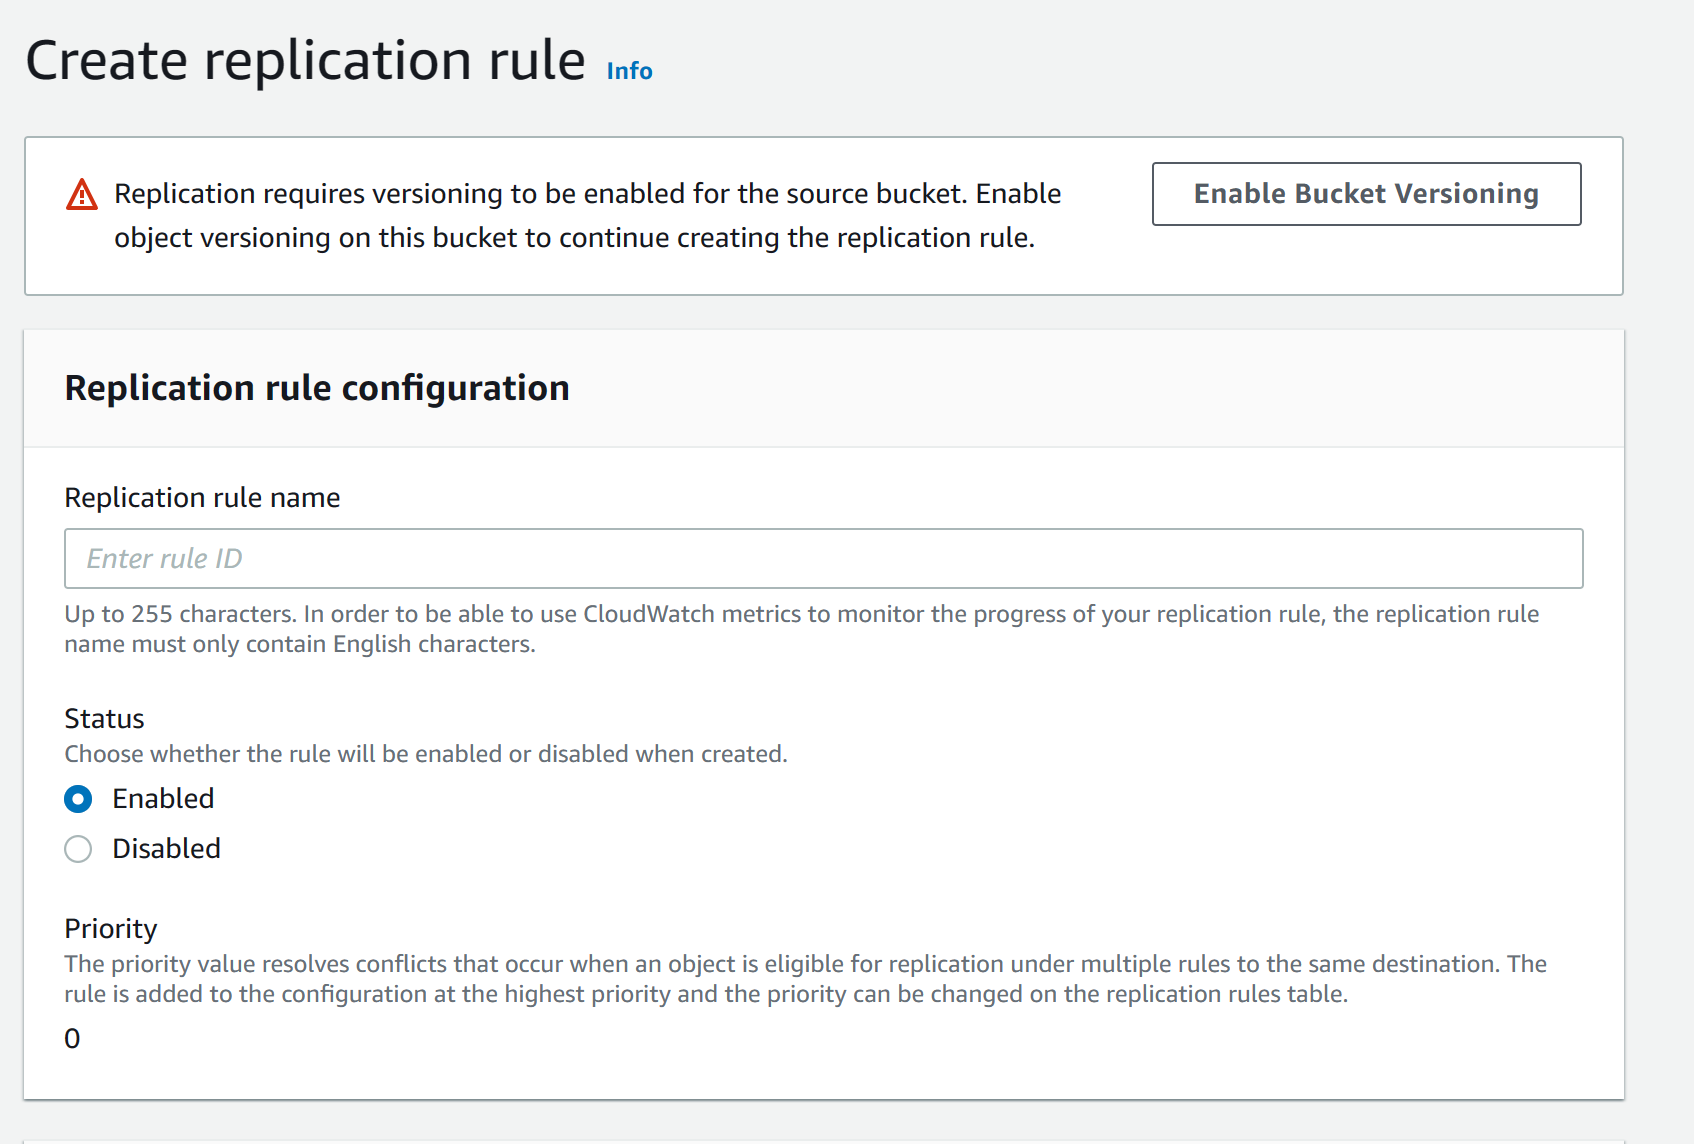 Create replication rule Info
Replication requires versioning to be enabled for the source bucket. Enable
object versioning on this bucket to continue creating the replication rule.
Enable Bucket Versioning
Replication rule configuration
Replication rule name
Enter rule ID
Up to 255 characters. In order to be able to use CloudWatch metrics to monitor the progress of your replication rule, the replication rule
name must only contain English characters.
Status
Choose whether the rule will be enabled or disabled when created.
Enabled
Disabled
Priority
The priority value resolves conflicts that occur when an object is eligible for replication under multiple rules to the same destination. The
rule is added to the configuration at the highest priority and the priority can be changed on the replication rules table.
0